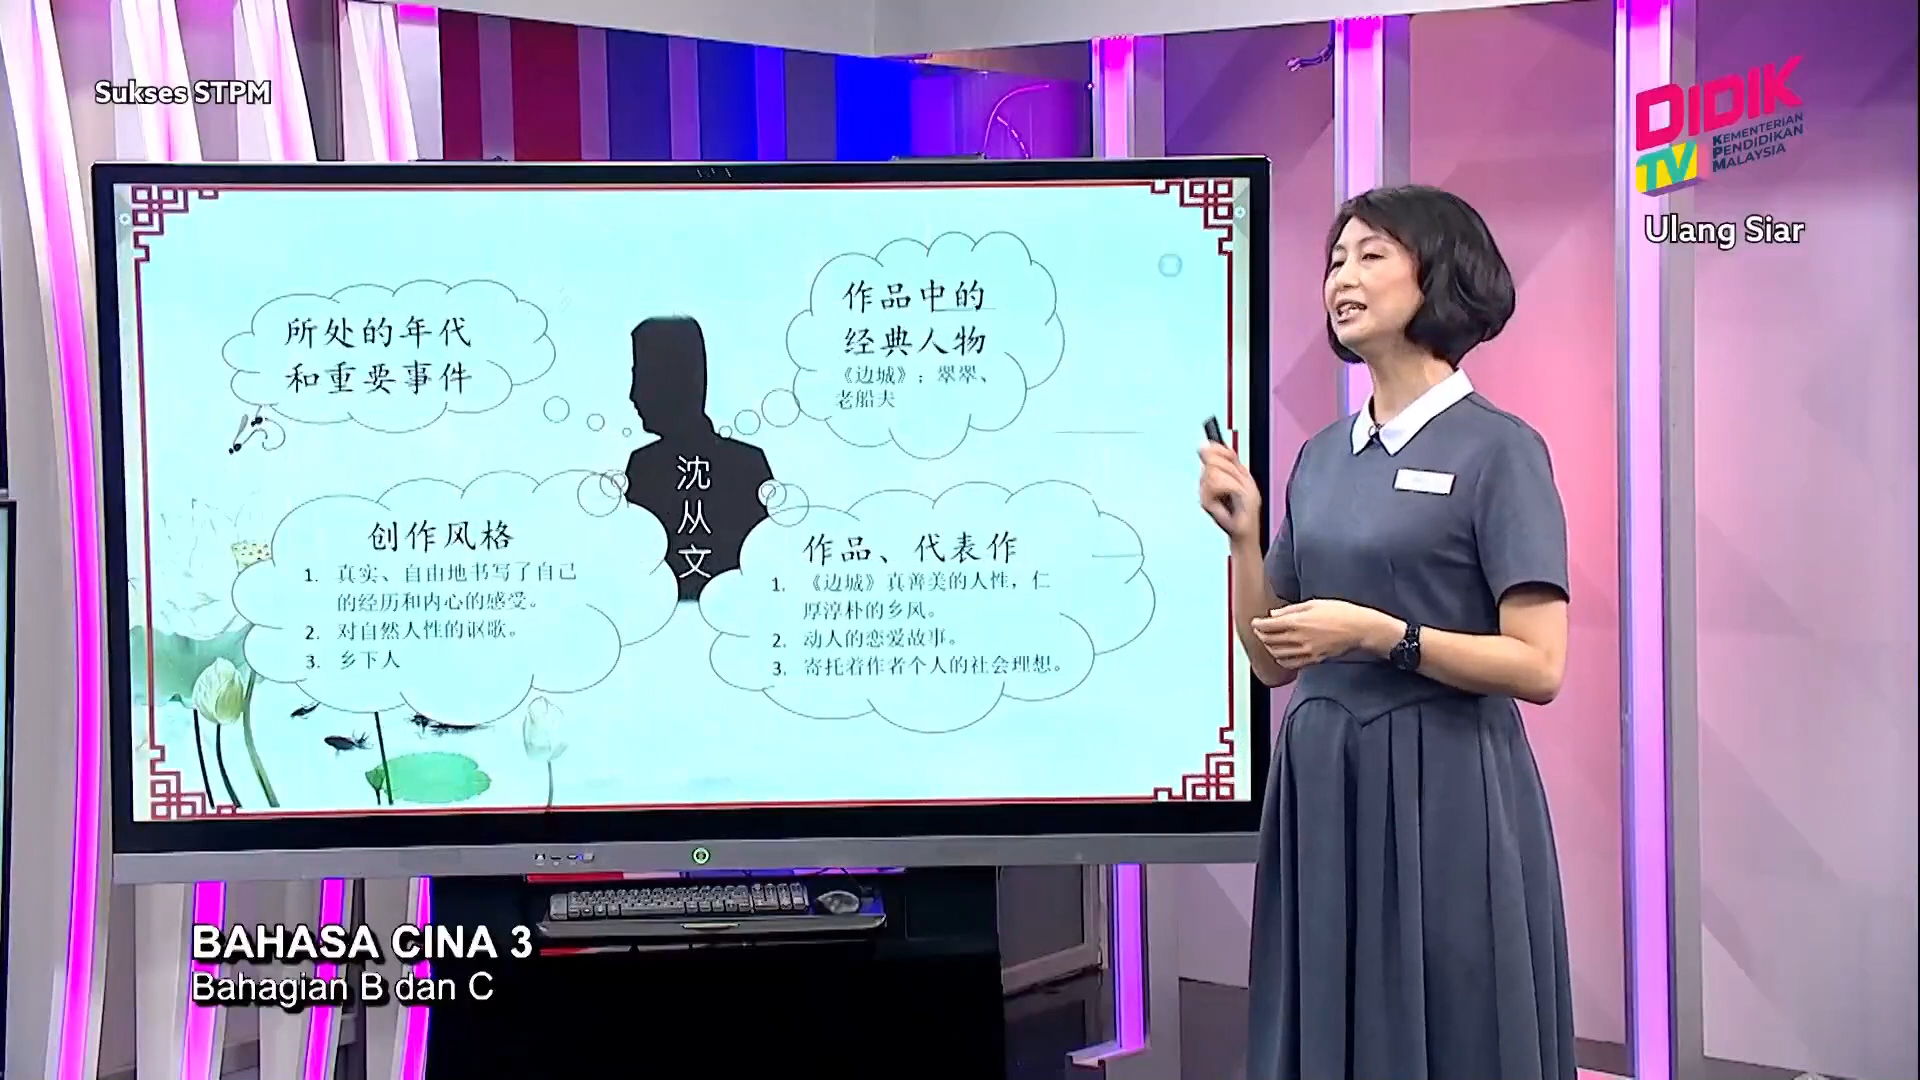 Sukses STPM
DIDIK
TV
KEMENTERIAN
PENDIDIKAN
MALAYSIA
Ulang Siar
所处的年代
和重要事件
作品中的
经典人物
《边城》：翠翠、
老船夫
沈
从
文
创作风格
1. 真实、自由地书写了自己
的经历和内心的感受。
2. 对自然人性的讴歌。
3. 乡下人
作品、代表作
1. 《边城》真善美的人性，仁
厚淳朴的乡风。
2. 动人的恋爱故事。
3. 寄托着作者个人的社会理想。
BAHASA CINA 3
Bahagian B dan C